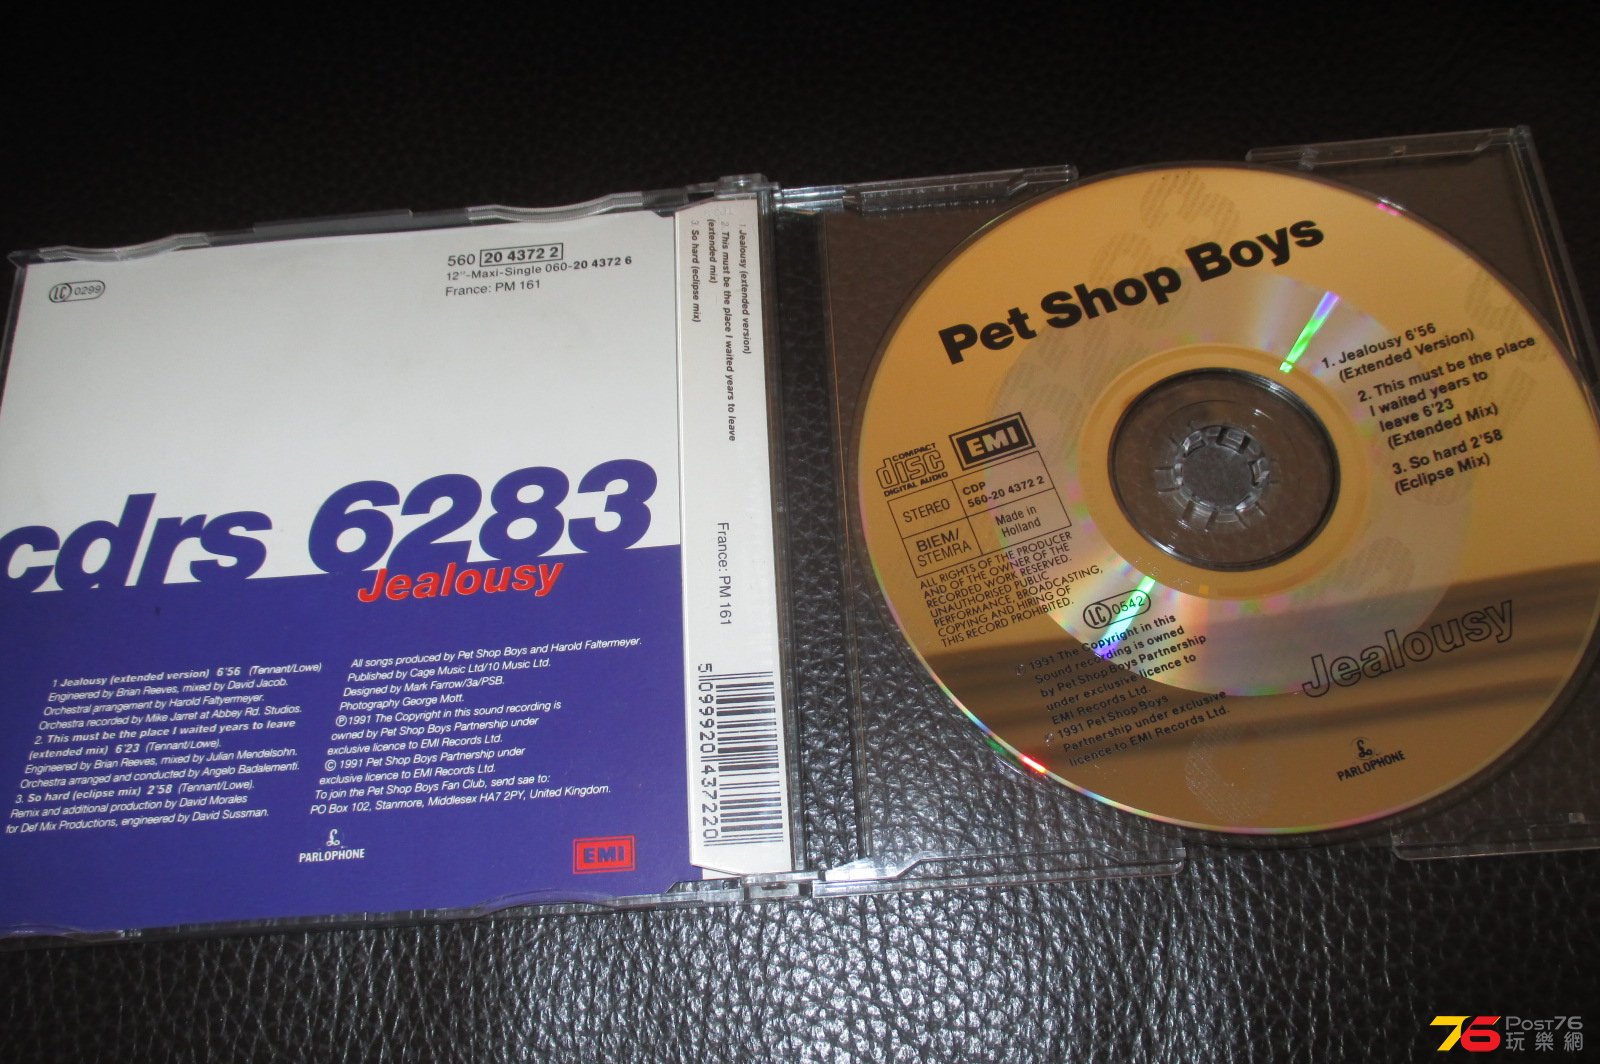 LC 0299
560 20 4372 2
12"-Maxi-Single 060-20 4372 6
France: PM 161
cdrs 6283
Jealousy
1 Jealousy (extended version) 6'56 (Tennant/Lowe)
Engineered by Brian Reeves, mixed by David Jacob.
Orchestral arrangement by Harold Faltermeyer.
Orchestra recorded by Mike Jarret at Abbey Rd. Studios.
2. This must be the place I waited years to leave
(extended mix) 6'23 (Tennant/Lowe).
Engineered by Brian Reeves, mixed by Julian Mendelsohn.
Orchestra arranged and conducted by Angelo Badalementi.
3. So hard (eclipse mix) 2'58 (Tennant/Lowe).
Remix and additional production by David Morales
for Def Mix Productions, engineered by David Sussman.
All songs produced by Pet Shop Boys and Harold Faltermeyer.
Published by Cage Music Ltd/10 Music Ltd.
Designed by Mark Farrow/3a/PSB.
Photography George Mott.
Ⓟ1991 The Copyright in this sound recording is
owned by Pet Shop Boys Partnership under
exclusive licence to EMI Records Ltd.
© 1991 Pet Shop Boys Partnership under
exclusive licence to EMI Records Ltd.
To join the Pet Shop Boys Fan Club, send sae to:
PO Box 102, Stanmore, Middlesex HA7 2PY, United Kingdom.
PARLOPHONE
EMI
1 Jealousy (extended version)
2. This must be the place I waited years to leave
(extended mix)
3. So hard (eclipse mix)
France: PM 161
5 099920 437220
Pet Shop Boys
1. Jealousy 6'56
(Extended Version)
2. This must be the place
I waited years to
leave 6'23
(Extended Mix)
3. So hard 2'58
(Eclipse Mix)
COMPACT
disc
DIGITAL AUDIO
EMI
STEREO
CDP
560-20 4372 2
BIEM/
STEMRA
Made in
Holland
ALL RIGHTS OF THE PRODUCER
AND OF THE OWNER OF THE
RECORDED WORK RESERVED.
UNAUTHORISED PUBLIC
PERFORMANCE, BROADCASTING,
COPYING AND HIRING OF
THIS RECORD PROHIBITED.
LC 0542
℗ 1991 The Copyright in this
Sound recording is owned
by Pet Shop Boys Partnership
under exclusive licence to
EMI Records Ltd.
© 1991 Pet Shop Boys
Partnership under exclusive
licence to EMI Records Ltd.
Jealousy
PARLOPHONE
76 POST76
玩樂網